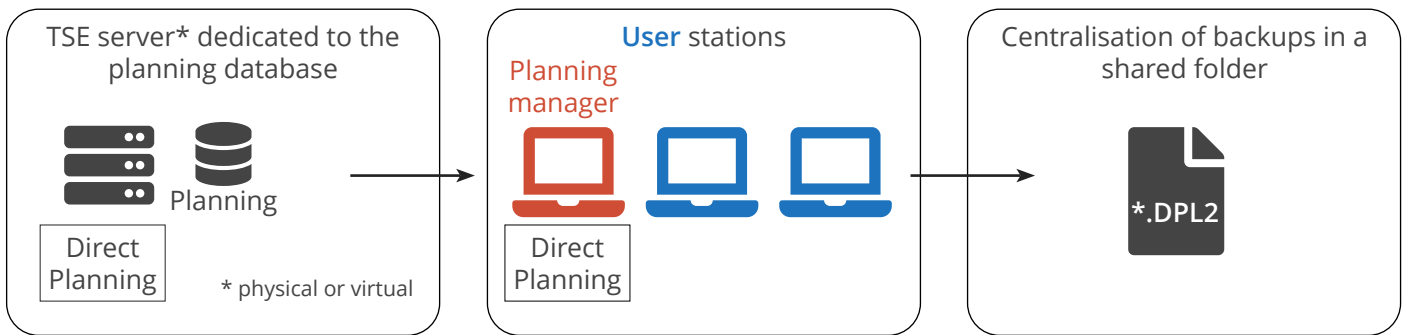 TSE server* dedicated to the
planning database
Planning
Direct
Planning
* physical or virtual
User stations
Planning
manager
Direct
Planning
Centralisation of backups in a
shared folder
*.DPL2